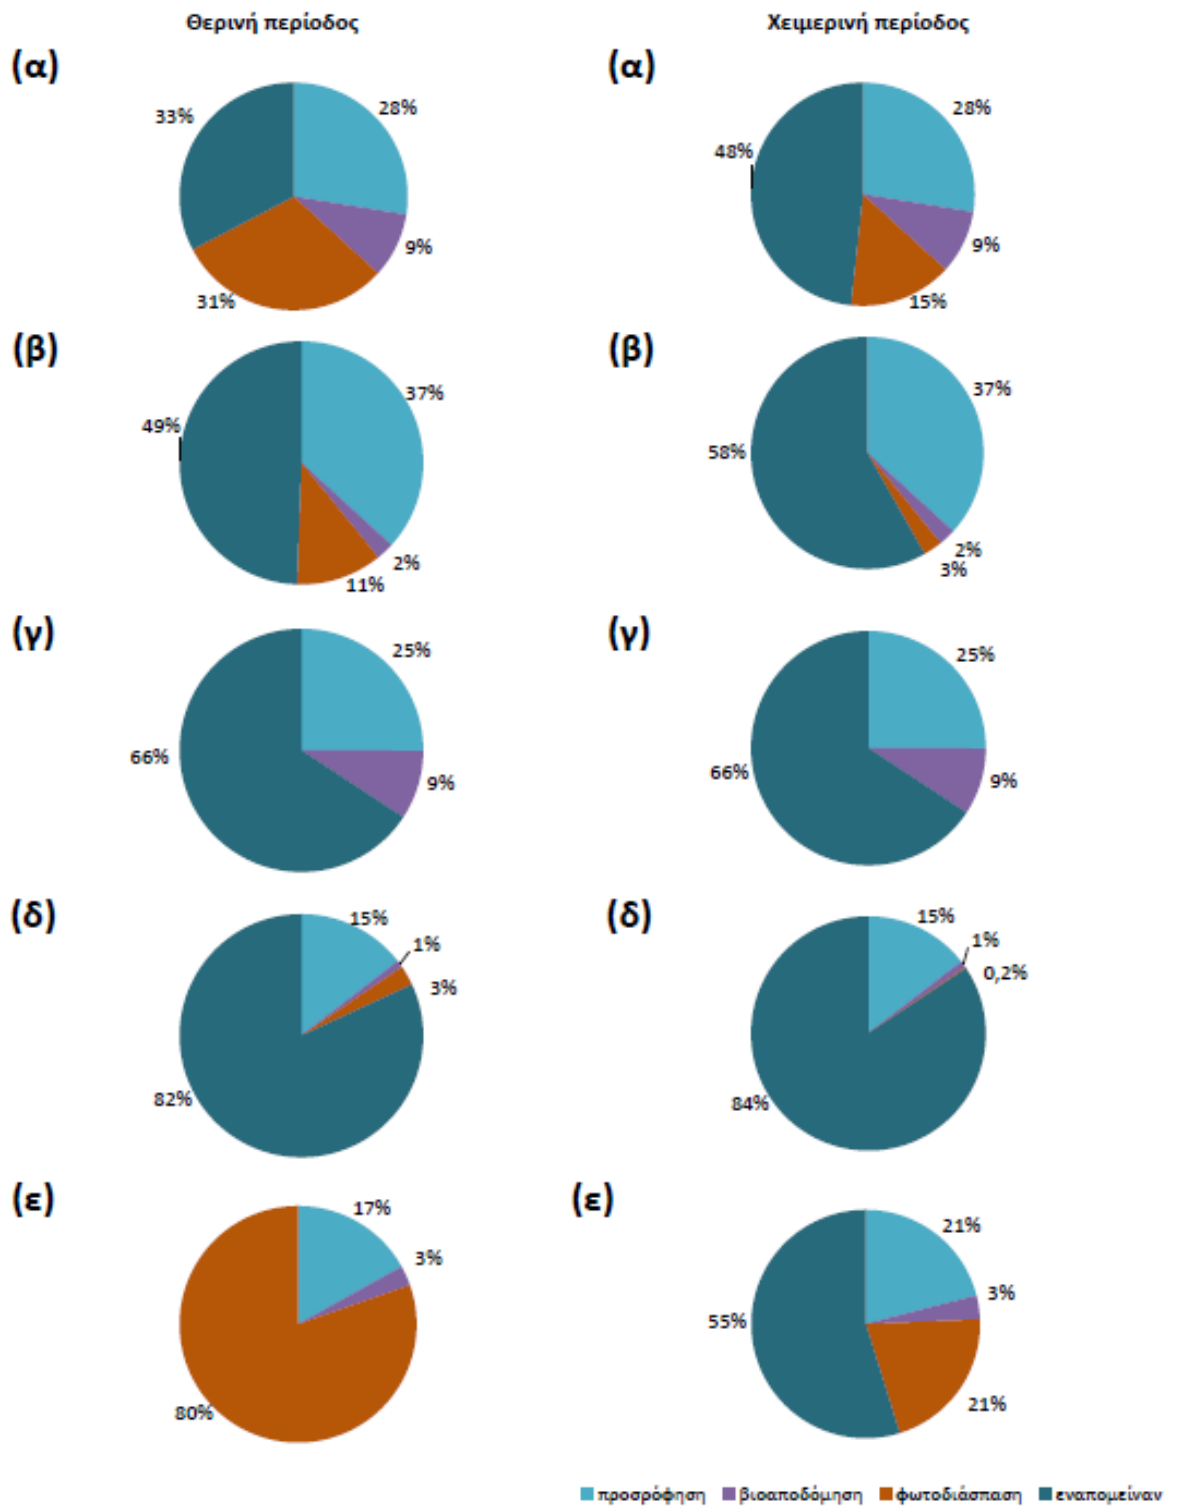 Θερινή περίοδος
Χειμερινή περίοδος
(α)
(α)
33%
28%
9%
31%
48%
28%
9%
15%
(β)
(β)
49%
37%
2%
11%
58%
37%
2%
3%
(γ)
(γ)
25%
66%
9%
25%
66%
9%
(δ)
(δ)
15%
1%
3%
82%
15%
1%
0,2%
84%
(ε)
(ε)
17%
3%
80%
21%
3%
55%
21%
προσρόφηση βιοαποδόμηση φωτοδιάσπαση εναπομείναν